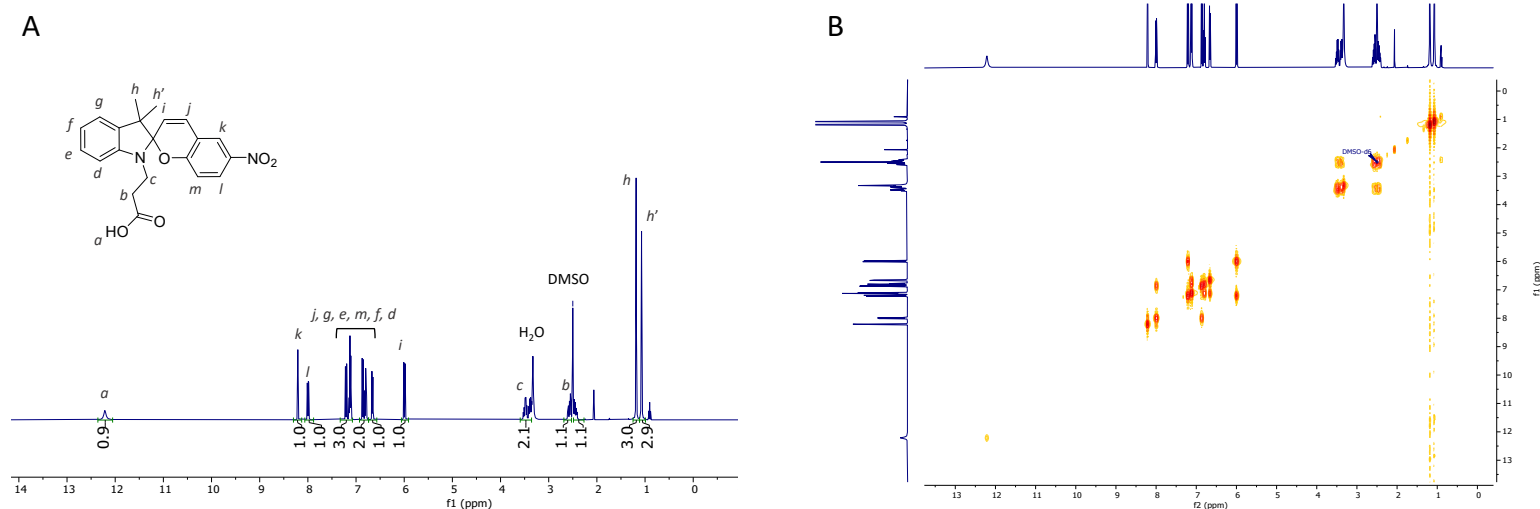 A
h
h'
g
i
j
f
k
e
N
O
NO2
d
c
m
l
b
O
HO
a
h
h'
DMSO
j, g, e, m, f, d
H2O
k
i
l
c
b
a
0.9
1.0
1.0
3.0
2.0
1.0
1.0
2.1
1.1
1.1
3.0
2.9
14 13 12 11 10 9 8 7 6 5 4 3 2 1 0
f1 (ppm)
B
DMSO-d6
0
1
2
3
4
5
6
7
8
9
10
11
12
13
f1 (ppm)
13 12 11 10 9 8 7 6 5 4 3 2 1 0
f2 (ppm)